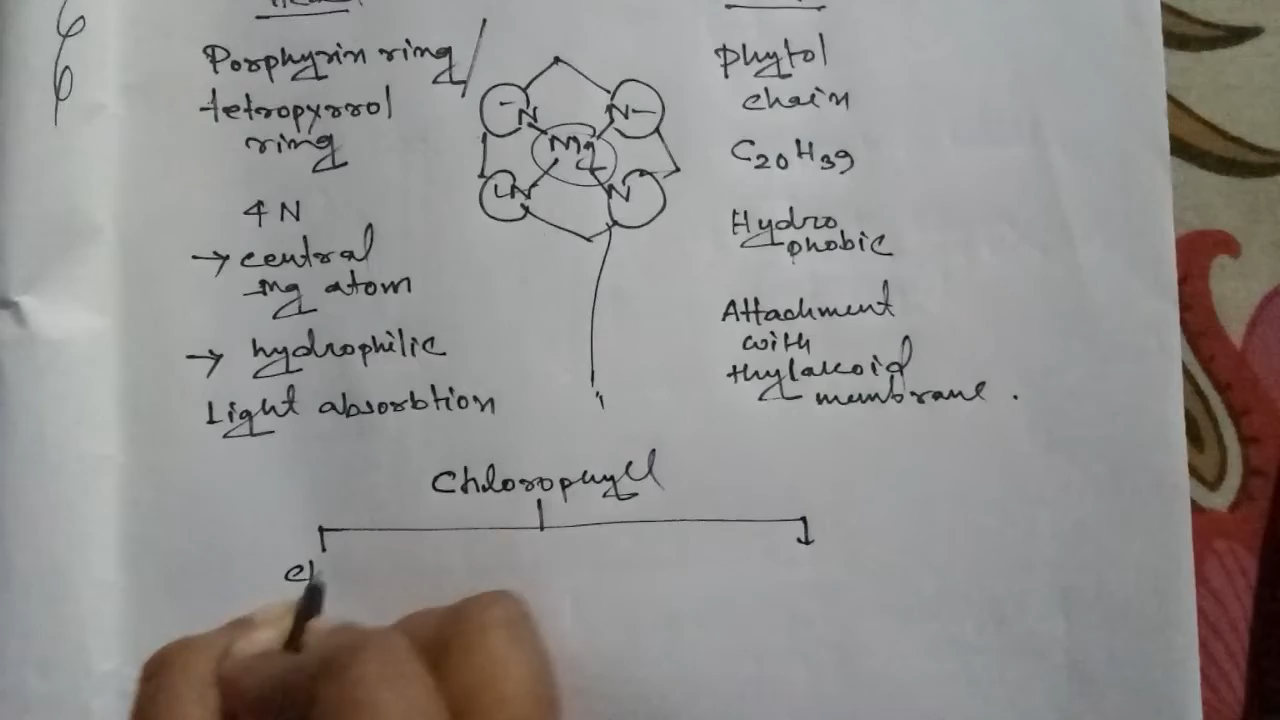 Porphyrin ring/
tetropyrrol
ring
4 N
→ central
mg atom
→ hydrophilic
Light absorbtion
N N
Mg
N N
Phytol
chain
C20H39
Hydro
phobic
Attachment
with
thylakoid
membrane.
Chlorophyll